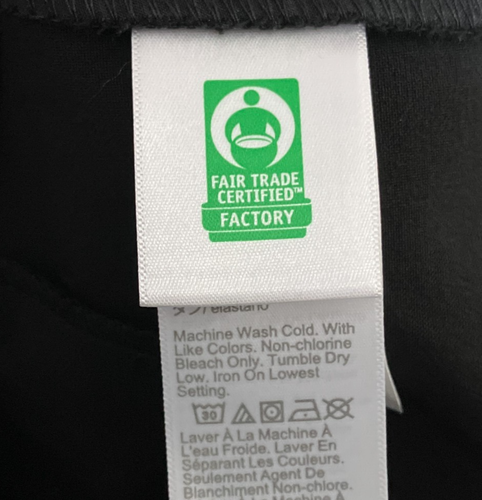 FAIR TRADE
CERTIFIED™
FACTORY
elastano
Machine Wash Cold. With
Like Colors. Non-chlorine
Bleach Only. Tumble Dry
Low. Iron On Lowest
Setting.
30
Laver À La Machine À
L'eau Froide. Laver En
Séparant Les Couleurs.
Seulement Agent De
Blanchiment Non-chlore.